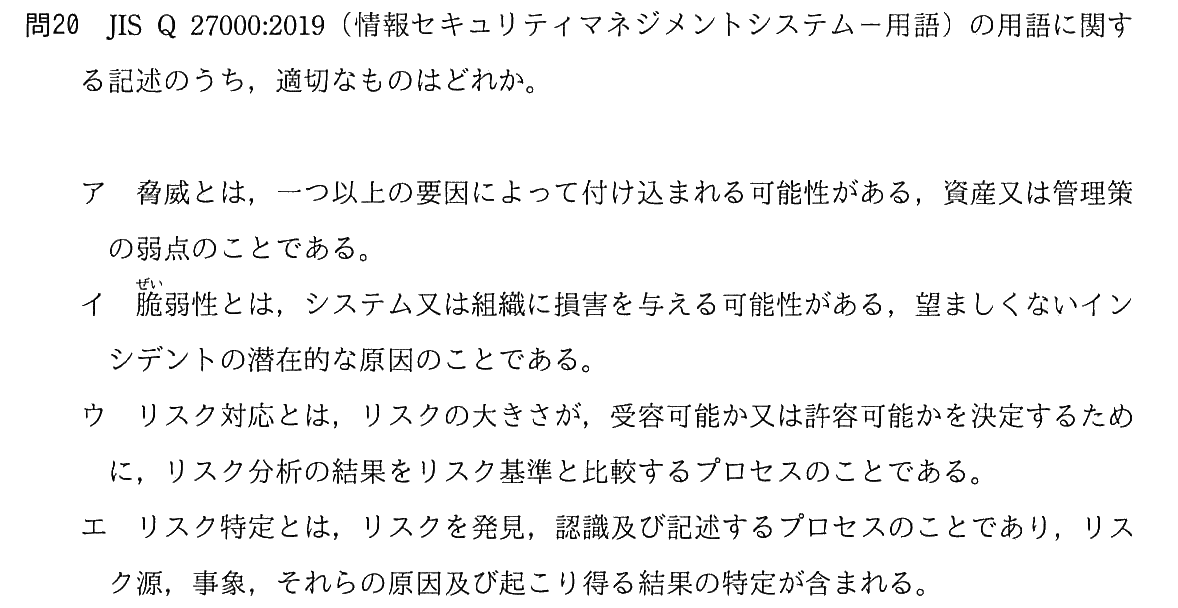 問20　JIS Q 27000:2019（情報セキュリティマネジメントシステム－用語）の用語に関す
る記述のうち，適切なものはどれか。
ア　脅威とは，一つ以上の要因によって付け込まれる可能性がある，資産又は管理策
の弱点のことである。
ぜい
イ　脆弱性とは，システム又は組織に損害を与える可能性がある，望ましくないイン
シデントの潜在的な原因のことである。
ウ　リスク対応とは，リスクの大きさが，受容可能か又は許容可能かを決定するため
に，リスク分析の結果をリスク基準と比較するプロセスのことである。
エ　リスク特定とは，リスクを発見，認識及び記述するプロセスのことであり，リス
ク源，事象，それらの原因及び起こり得る結果の特定が含まれる。